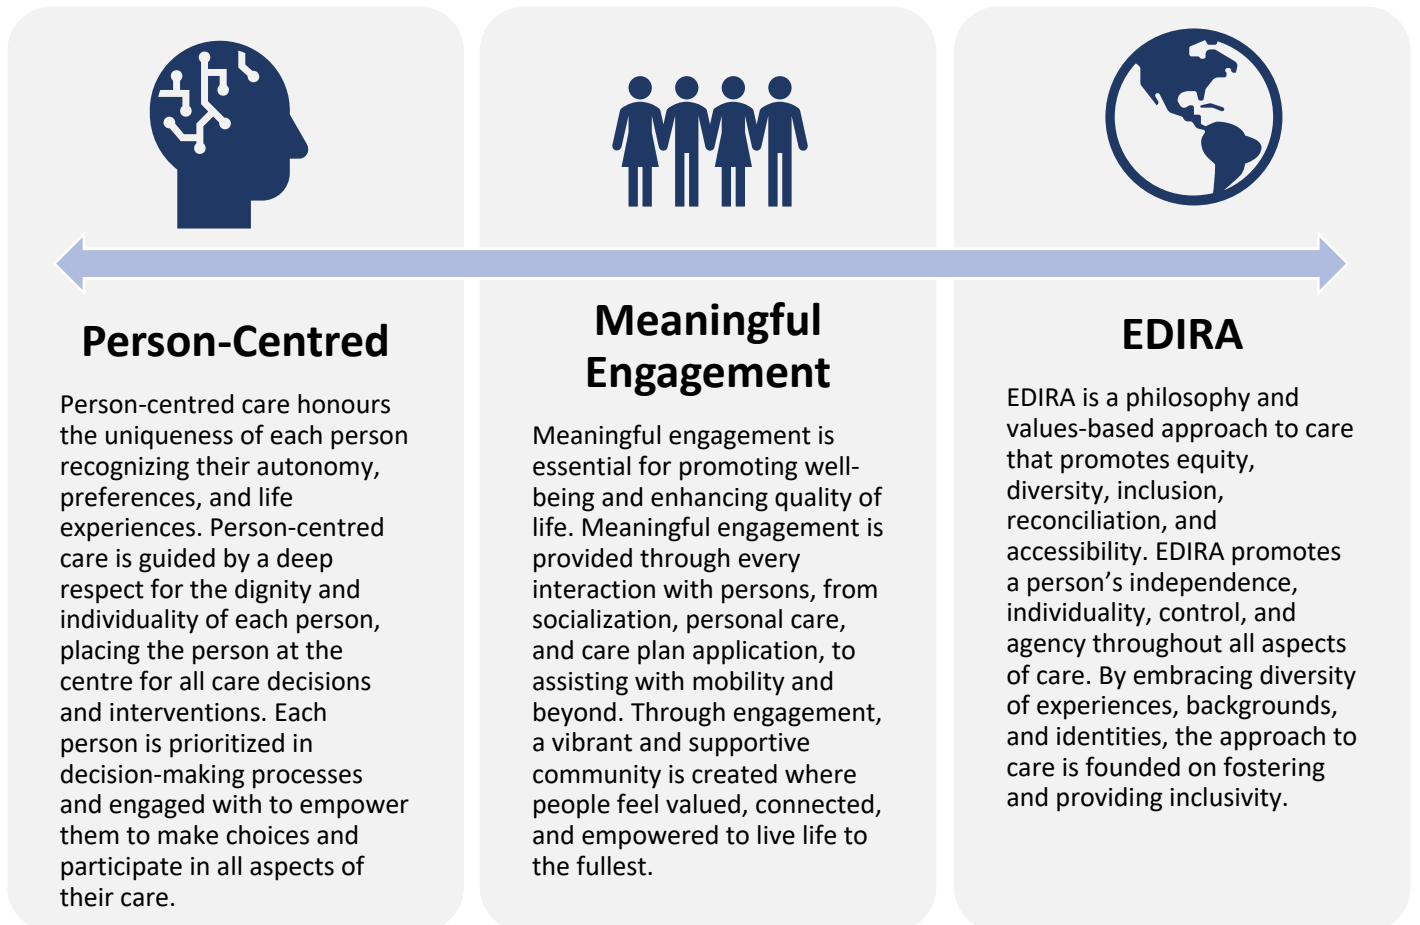 Person-Centred
Person-centred care honours
the uniqueness of each person
recognizing their autonomy,
preferences, and life
experiences. Person-centred
care is guided by a deep
respect for the dignity and
individuality of each person,
placing the person at the
centre for all care decisions
and interventions. Each
person is prioritized in
decision-making processes
and engaged with to empower
them to make choices and
participate in all aspects of
their care.
Meaningful
Engagement
Meaningful engagement is
essential for promoting well-
being and enhancing quality of
life. Meaningful engagement is
provided through every
interaction with persons, from
socialization, personal care,
and care plan application, to
assisting with mobility and
beyond. Through engagement,
a vibrant and supportive
community is created where
people feel valued, connected,
and empowered to live life to
the fullest.
EDIRA
EDIRA is a philosophy and
values-based approach to care
that promotes equity,
diversity, inclusion,
reconciliation, and
accessibility. EDIRA promotes
a person’s independence,
individuality, control, and
agency throughout all aspects
of care. By embracing diversity
of experiences, backgrounds,
and identities, the approach to
care is founded on fostering
and providing inclusivity.